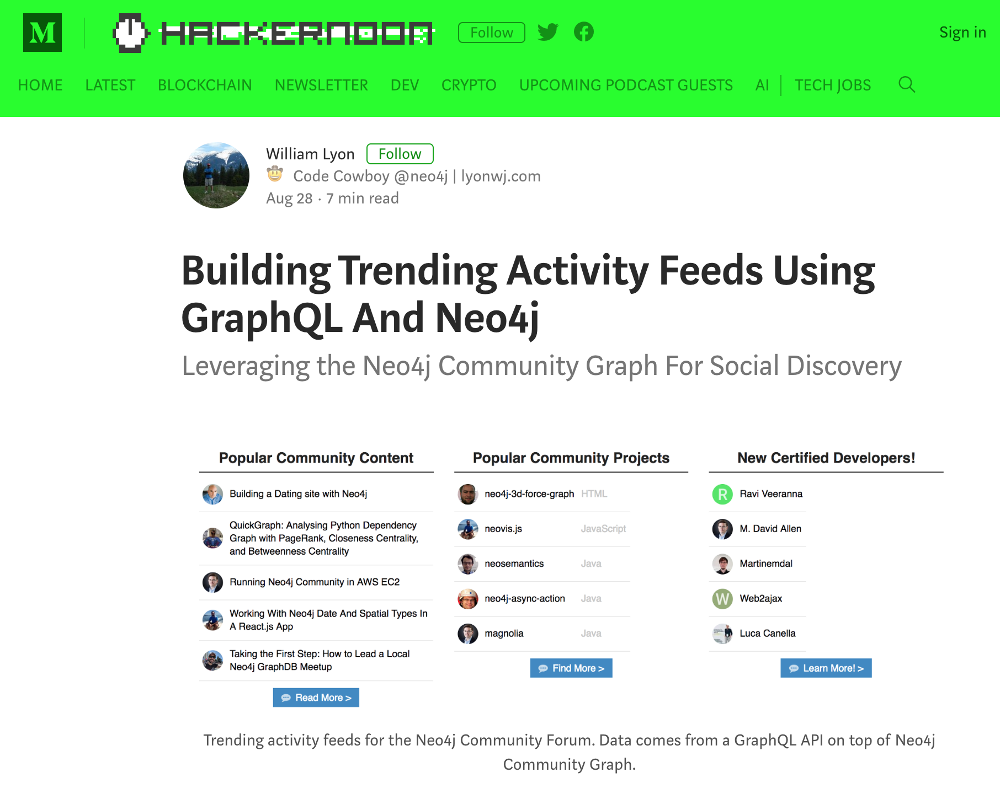 M
HACKERNOON
Follow
Sign in
HOME LATEST BLOCKCHAIN NEWSLETTER DEV CRYPTO UPCOMING PODCAST GUESTS AI TECH JOBS
William Lyon Follow
Code Cowboy @neo4j | lyonwj.com
Aug 28 · 7 min read
Building Trending Activity Feeds Using
GraphQL And Neo4j
Leveraging the Neo4j Community Graph For Social Discovery
Popular Community Content
Building a Dating site with Neo4j
QuickGraph: Analysing Python Dependency
Graph with PageRank, Closeness Centrality,
and Betweenness Centrality
Running Neo4j Community in AWS EC2
Working With Neo4j Date And Spatial Types In
A React.js App
Taking the First Step: How to Lead a Local
Neo4j GraphDB Meetup
Read More >
Popular Community Projects
neo4j-3d-force-graph HTML
neovis.js JavaScript
neosemantics Java
neo4j-async-action Java
magnolia Java
Find More >
New Certified Developers!
R Ravi Veeranna
M. David Allen
Martinemdal
W Web2ajax
Luca Canella
Learn More! >
Trending activity feeds for the Neo4j Community Forum. Data comes from a GraphQL API on top of Neo4j
Community Graph.